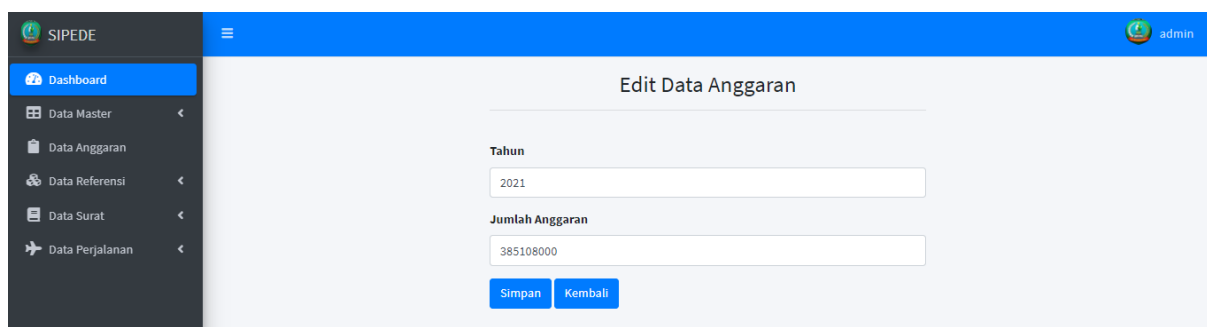 SIPEDE
admin
Dashboard
Data Master
Data Anggaran
Data Referensi
Data Surat
Data Perjalanan
Edit Data Anggaran
Tahun
2021
Jumlah Anggaran
385108000
Simpan Kembali